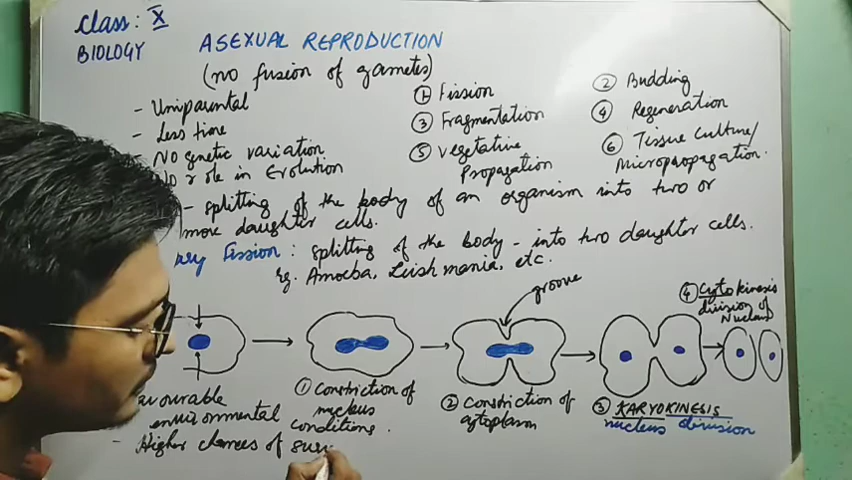 class: X
BIOLOGY
ASEXUAL REPRODUCTION
(no fusion of gametes)
- Uniparental
- Less time
No genetic variation
No role in Evolution
① Fission
② Budding
③ Fragmentation
④ Regeneration
⑤ Vegetative
Propagation
⑥ Tissue Culture/
Micropropagation.
- splitting of the body of an organism into two or
more daughter cells.
ary Fission : splitting of the body - into two daughter cells.
Eg. Amoeba, Leishmania, etc.
groove
④ Cytokinesis
division of
Nucleus
avourable
environmental conditions.
- Higher chances of survi
① Constriction of
nucleus
② Constriction of
cytoplasm
③ KARYOKINESIS
nucleus division